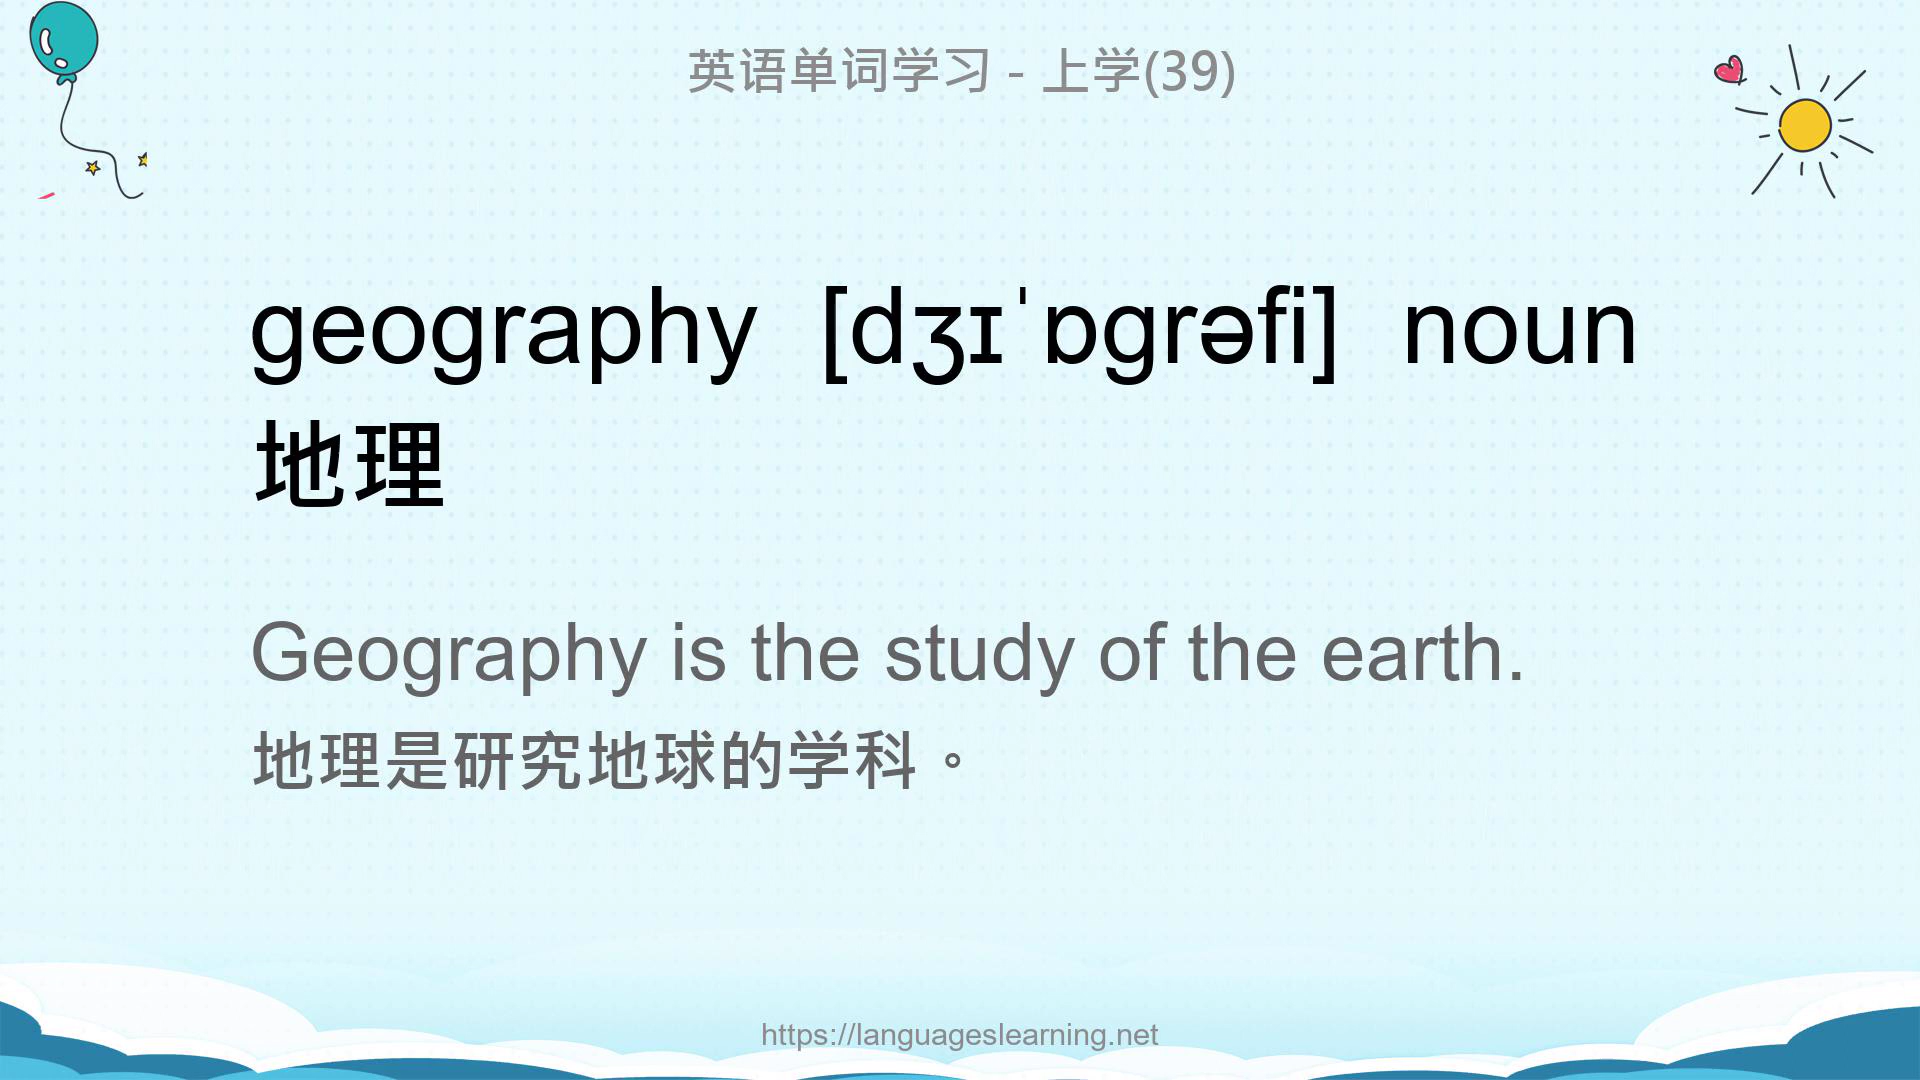 英语单词学习 - 上学(39)
geography [dʒɪˈɒgrəfi] noun
地理
Geography is the study of the earth.
地理是研究地球的学科。
https://languageslearning.net